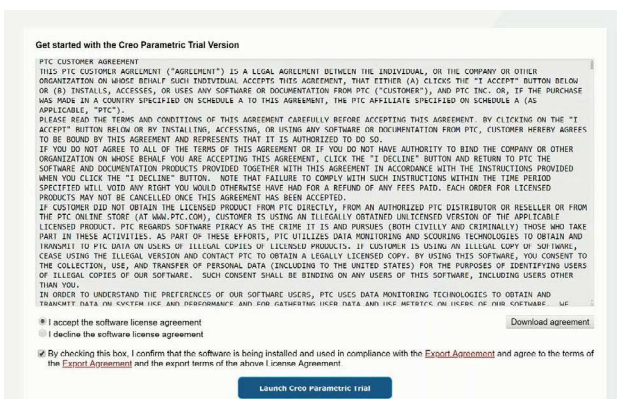 Get started with the Creo Parametric Trial Version
PTC CUSTOMER AGREEMENT
THIS PTC CUSTOMER AGREEMENT ("AGREEMENT") IS A LEGAL AGREEMENT BETWEEN THE INDIVIDUAL, OR THE COMPANY OR OTHER
ORGANIZATION ON WHOSE BEHALF SUCH INDIVIDUAL ACCEPTS THIS AGREEMENT, THAT EITHER (A) CLICKS THE "I ACCEPT" BUTTON BELOW
OR (B) INSTALLS, ACCESSES, OR USES ANY SOFTWARE OR DOCUMENTATION FROM PTC ("CUSTOMER"), AND PTC INC. OR, IF THE PURCHASE
WAS MADE IN A COUNTRY SPECIFIED ON SCHEDULE A TO THIS AGREEMENT, THE PTC AFFILIATE SPECIFIED ON SCHEDULE A (AS
APPLICABLE, "PTC").
PLEASE READ THE TERMS AND CONDITIONS OF THIS AGREEMENT CAREFULLY BEFORE ACCEPTING THIS AGREEMENT. BY CLICKING ON THE "I
ACCEPT" BUTTON BELOW OR BY INSTALLING, ACCESSING, OR USING ANY SOFTWARE OR DOCUMENTATION FROM PTC, CUSTOMER HEREBY AGREES
TO BE BOUND BY THIS AGREEMENT AND REPRESENTS THAT IT IS AUTHORIZED TO DO SO.
IF YOU DO NOT AGREE TO ALL OF THE TERMS OF THIS AGREEMENT OR IF YOU DO NOT HAVE AUTHORITY TO BIND THE COMPANY OR OTHER
ORGANIZATION ON WHOSE BEHALF YOU ARE ACCEPTING THIS AGREEMENT, CLICK THE "I DECLINE" BUTTON AND RETURN TO PTC THE
SOFTWARE AND DOCUMENTATION PRODUCTS PROVIDED TOGETHER WITH THIS AGREEMENT IN ACCORDANCE WITH THE INSTRUCTIONS PROVIDED
WHEN YOU CLICK THE "I DECLINE" BUTTON. NOTE THAT FAILURE TO COMPLY WITH SUCH INSTRUCTIONS WITHIN THE TIME PERIOD
SPECIFIED WILL VOID ANY RIGHT YOU WOULD OTHERWISE HAVE HAD FOR A REFUND OF ANY FEES PAID. EACH ORDER FOR LICENSED
PRODUCTS MAY NOT BE CANCELLED ONCE THIS AGREEMENT HAS BEEN ACCEPTED.
IF CUSTOMER DID NOT OBTAIN THE LICENSED PRODUCT FROM PTC DIRECTLY, FROM AN AUTHORIZED PTC DISTRIBUTOR OR RESELLER OR FROM
THE PTC ONLINE STORE (AT WWW.PTC.COM), CUSTOMER IS USING AN ILLEGALLY OBTAINED UNLICENSED VERSION OF THE APPLICABLE
LICENSED PRODUCT. PTC REGARDS SOFTWARE PIRACY AS THE CRIME IT IS AND PURSUES (BOTH CIVILLY AND CRIMINALLY) THOSE WHO TAKE
PART IN THESE ACTIVITIES. AS PART OF THESE EFFORTS, PTC UTILIZES DATA MONITORING AND SCOURING TECHNOLOGIES TO OBTAIN AND
TRANSMIT TO PTC DATA ON USERS OF ILLEGAL COPIES OF LICENSED PRODUCTS. IF CUSTOMER IS USING AN ILLEGAL COPY OF SOFTWARE,
CEASE USING THE ILLEGAL VERSION AND CONTACT PTC TO OBTAIN A LEGALLY LICENSED COPY. BY USING THIS SOFTWARE, YOU CONSENT TO
THE COLLECTION, USE, AND TRANSFER OF PERSONAL DATA (INCLUDING TO THE UNITED STATES) FOR THE PURPOSES OF IDENTIFYING USERS
OF ILLEGAL COPIES OF OUR SOFTWARE. SUCH CONSENT SHALL BE BINDING ON ANY USERS OF THIS SOFTWARE, INCLUDING USERS OTHER
THAN YOU.
IN ORDER TO UNDERSTAND THE PREFERENCES OF OUR SOFTWARE USERS, PTC USES DATA MONITORING TECHNOLOGIES TO OBTAIN AND
TRANSMIT DATA ON SYSTEM USE AND PERFORMANCE AND FOR GATHERING USER DATA AND USE METRICS ON USERS OF OUR SOFTWARE. WE
I accept the software license agreement
Download agreement
I decline the software license agreement
By checking this box, I confirm that the software is being installed and used in compliance with the Export Agreement and agree to the terms of
the Export Agreement and the export terms of the above License Agreement.
Launch Creo Parametric Trial